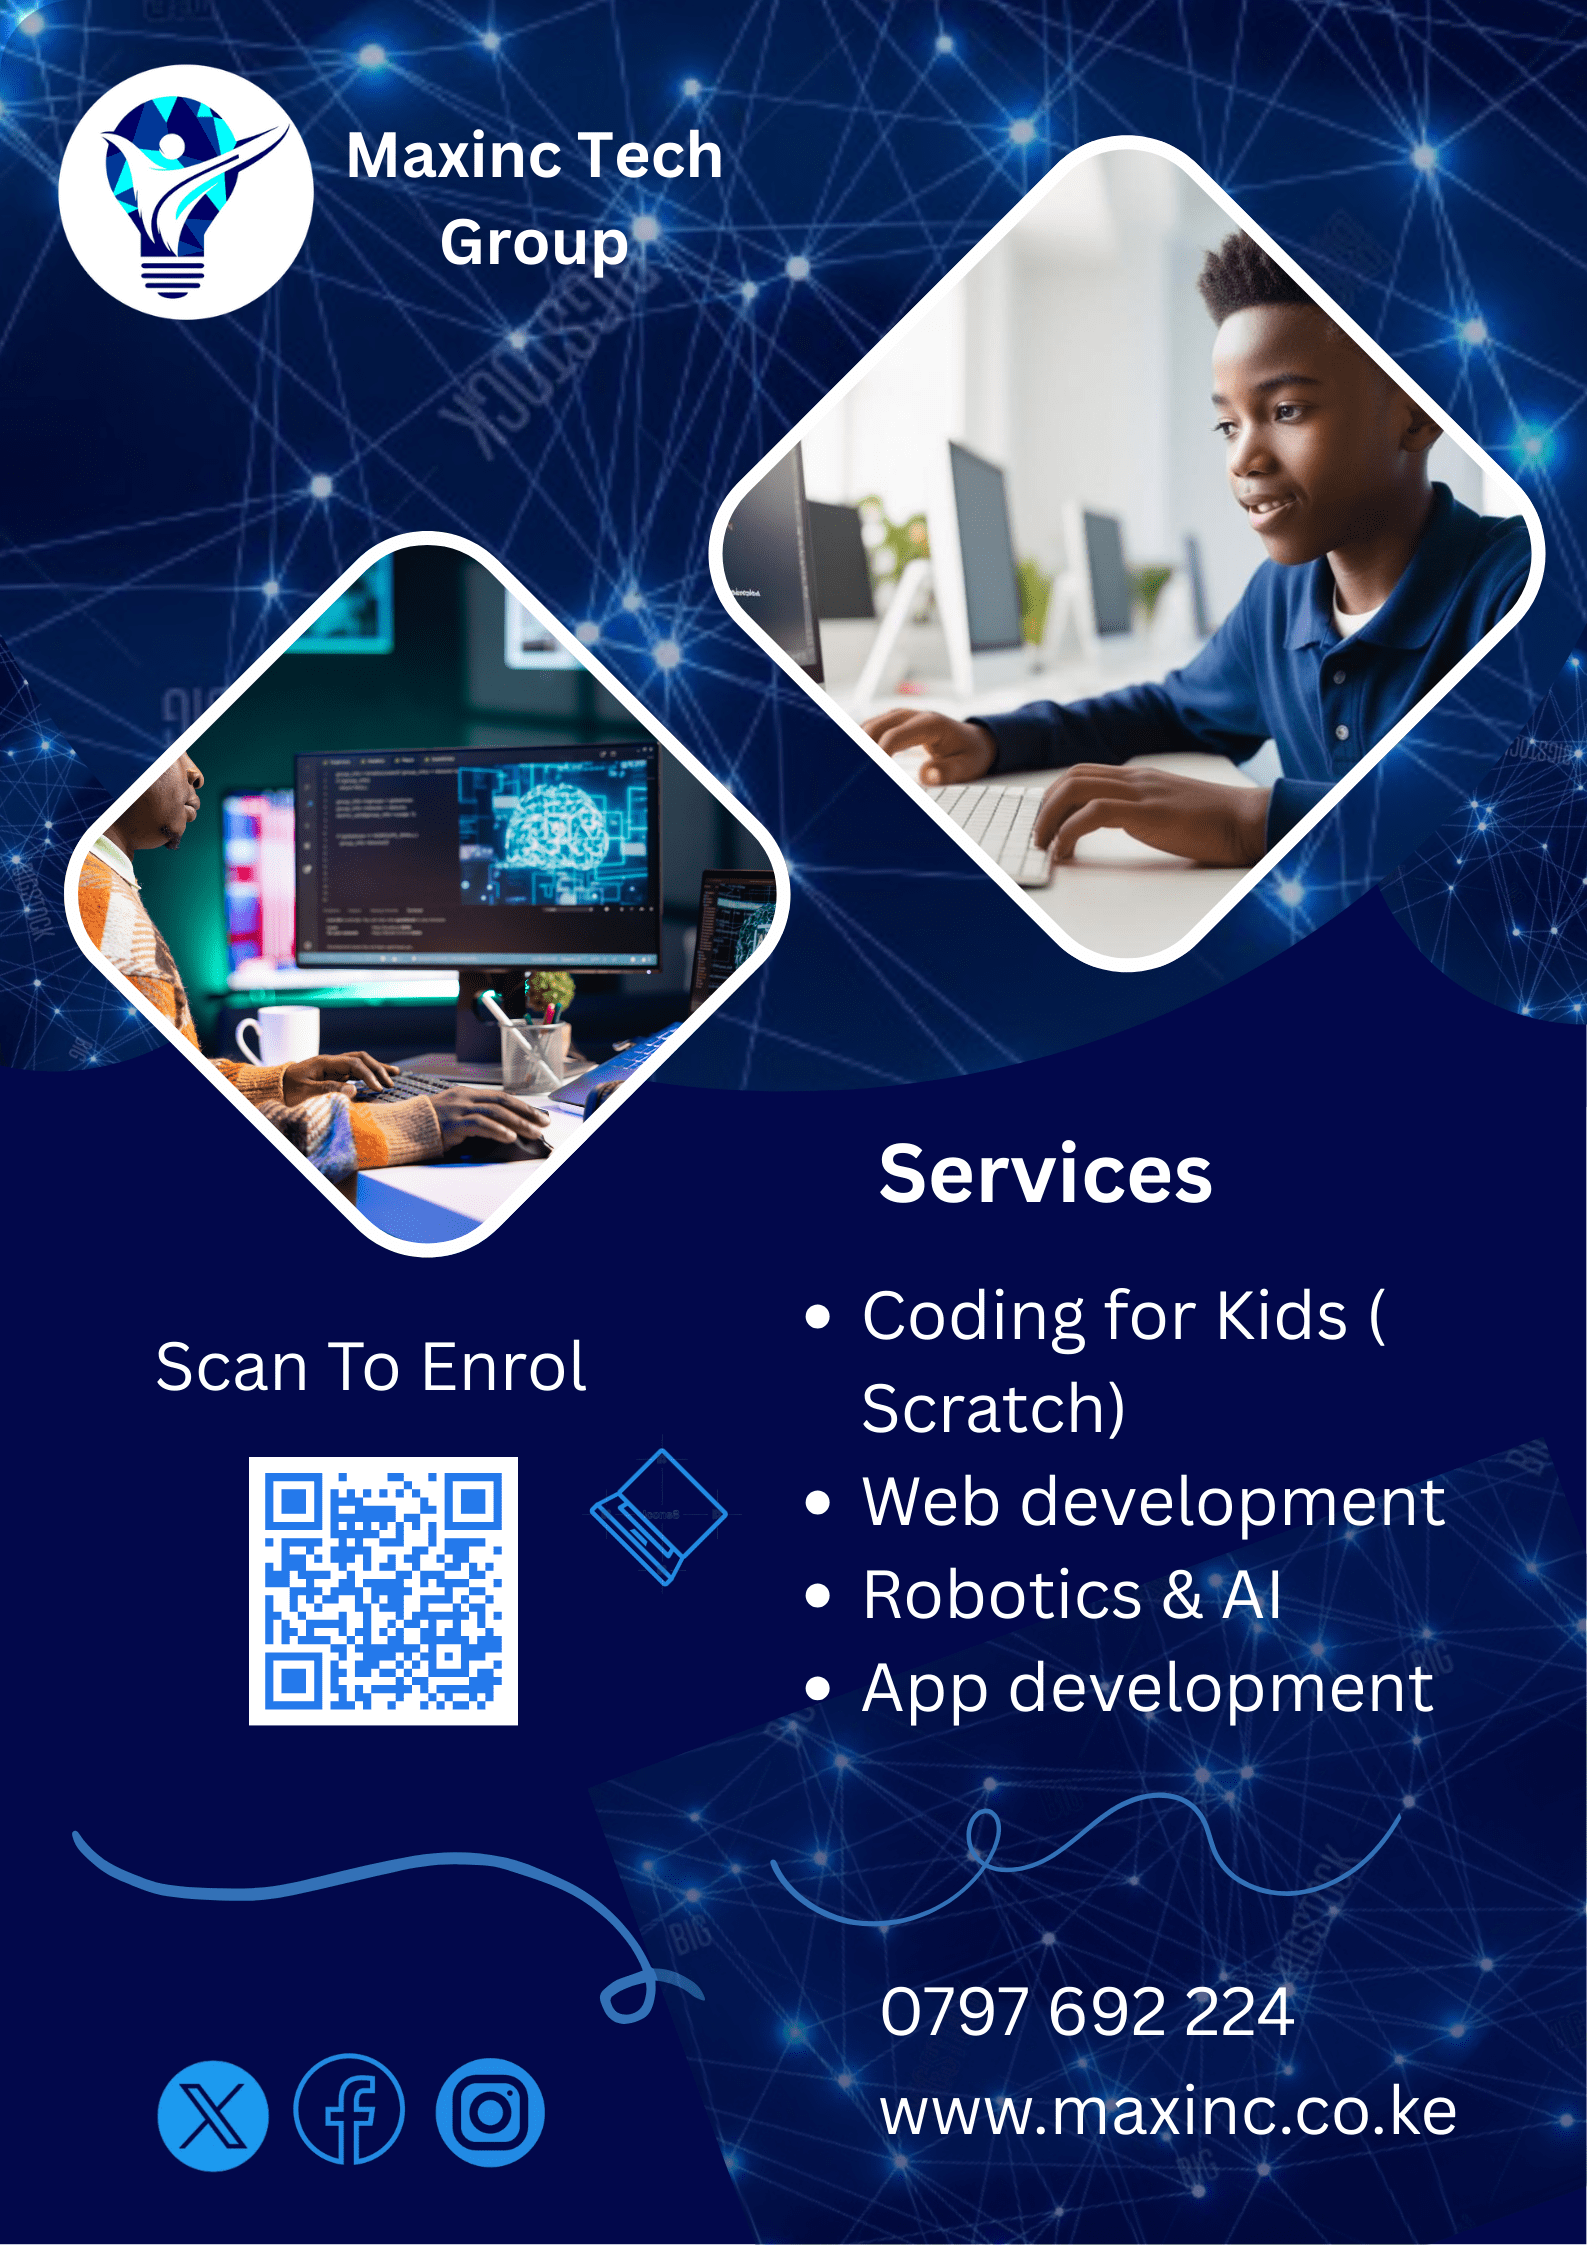 Maxinc Tech
Group
BIGSTOCK
Services
Scan To Enrol
Coding for Kids (
Scratch)
Web development
Robotics & AI
App development
0797 692 224
www.maxinc.co.ke